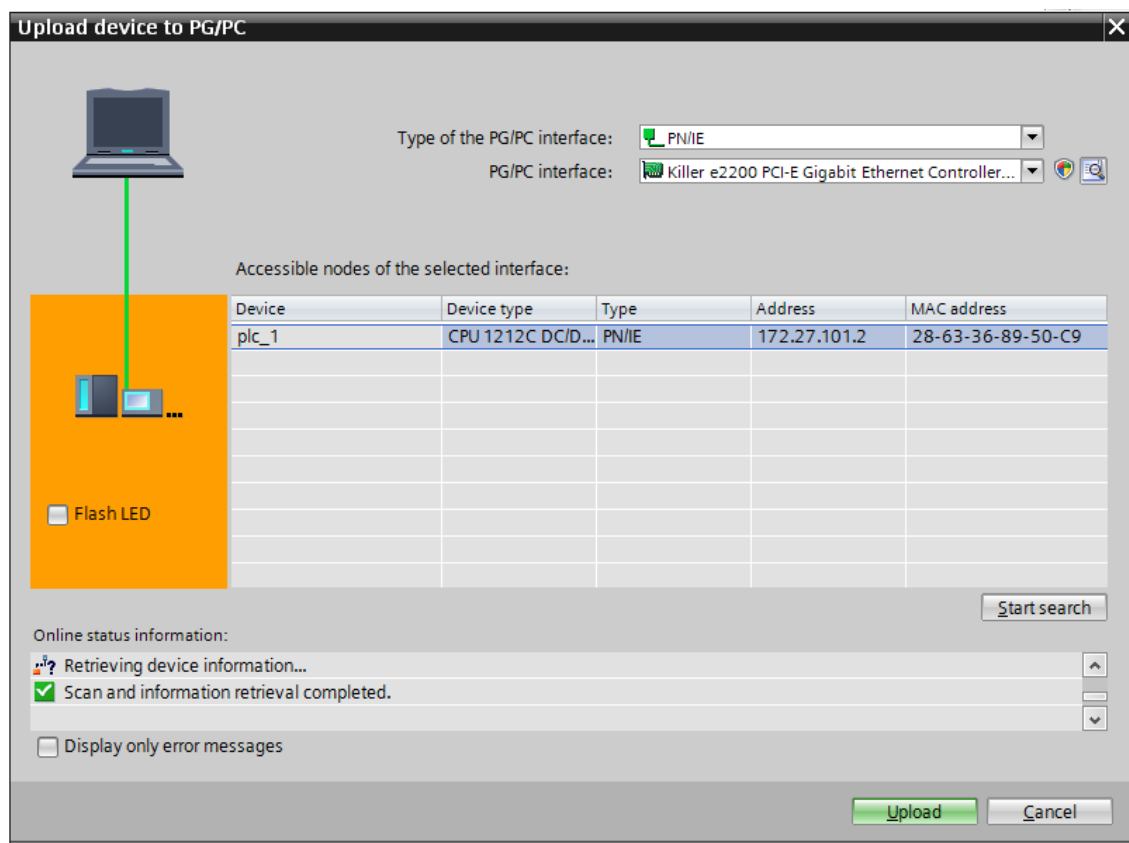 Upload device to PG/PC
Type of the PG/PC interface: PN/IE
PG/PC interface: Killer e2200 PCI-E Gigabit Ethernet Controller...
Accessible nodes of the selected interface:
Device Device type Type Address MAC address
plc_1 CPU 1212C DC/D... PN/IE 172.27.101.2 28-63-36-89-50-C9
Flash LED
Start search
Online status information:
Retrieving device information...
Scan and information retrieval completed.
Display only error messages
Upload Cancel